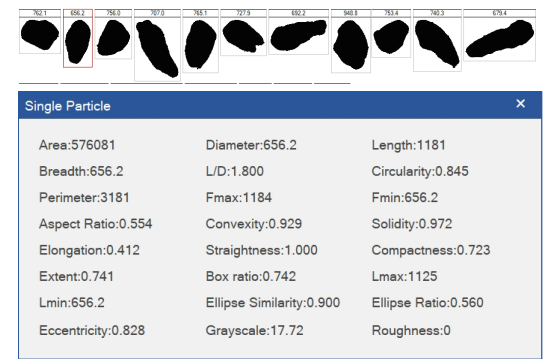 762.1 656.2 756.0 707.0 765.1 727.9 692.2 948.8 753.4 740.3 679.4
Single Particle ×
Area:576081 Diameter:656.2 Length:1181
Breadth:656.2 L/D:1.800 Circularity:0.845
Perimeter:3181 Fmax:1184 Fmin:656.2
Aspect Ratio:0.554 Convexity:0.929 Solidity:0.972
Elongation:0.412 Straightness:1.000 Compactness:0.723
Extent:0.741 Box ratio:0.742 Lmax:1125
Lmin:656.2 Ellipse Similarity:0.900 Ellipse Ratio:0.560
Eccentricity:0.828 Grayscale:17.72 Roughness:0